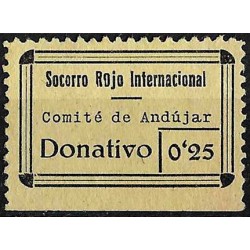 Socorro Rojo Internacional
Comité de Andújar
Donativo 0'25